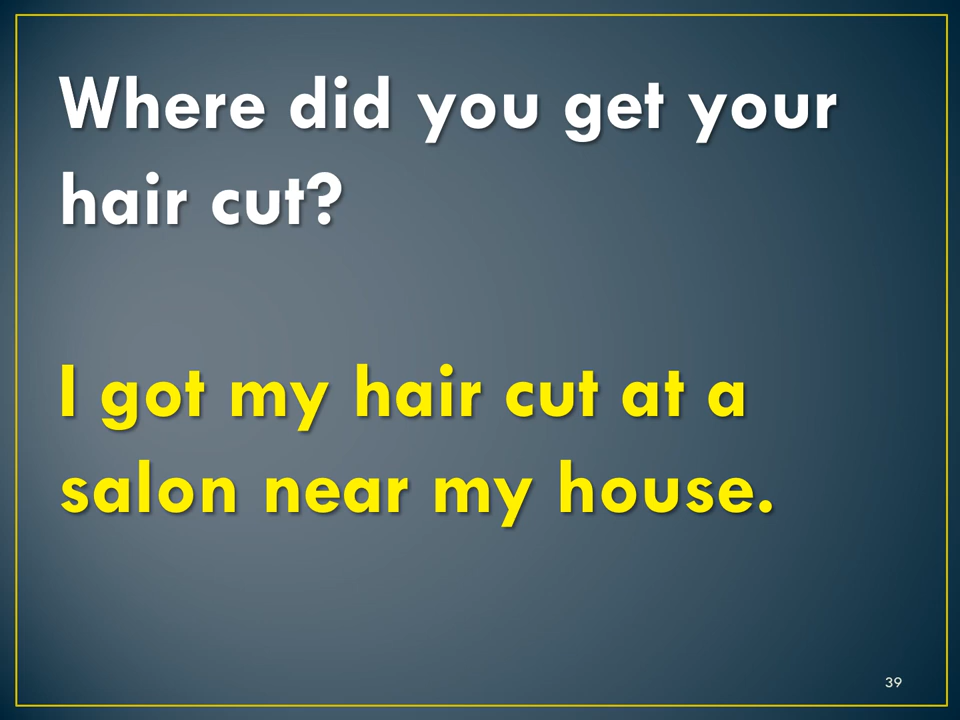 Where did you get your
hair cut?
I got my hair cut at a
salon near my house.
39